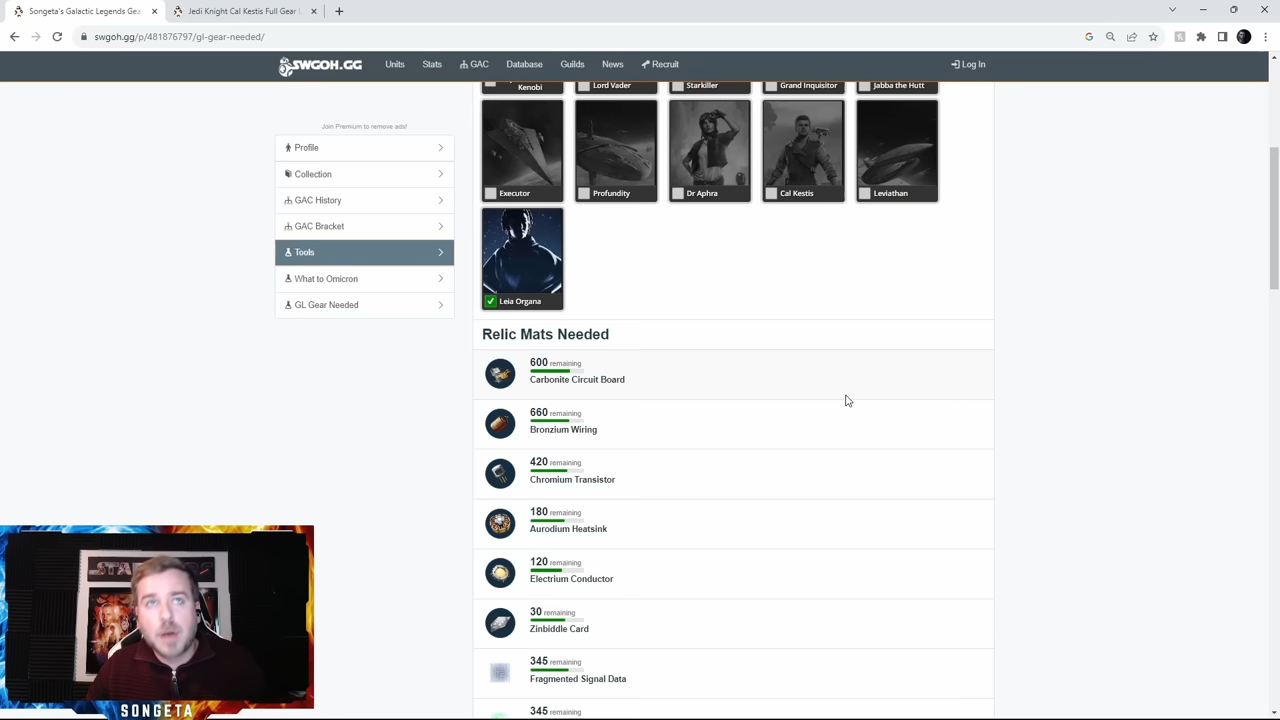 Songeta's Galactic Legends Gea
Jedi Knight Cal Kestis Full Gear L
swgoh.gg/p/481876797/gl-gear-needed/
SWGOH.GG
Units
Stats
GAC
Database
Guilds
News
Recruit
Log In
Kenobi
Lord Vader
Starkiller
Grand Inquisitor
Jabba the Hutt
Join Premium to remove ads!
Profile
Collection
GAC History
GAC Bracket
Tools
What to Omicron
GL Gear Needed
Executor
Profundity
Dr Aphra
Cal Kestis
Leviathan
Leia Organa
Relic Mats Needed
600 remaining
Carbonite Circuit Board
660 remaining
Bronzium Wiring
420 remaining
Chromium Transistor
180 remaining
Aurodium Heatsink
120 remaining
Electrium Conductor
30 remaining
Zinbiddle Card
345 remaining
Fragmented Signal Data
345 remaining
SONGETA